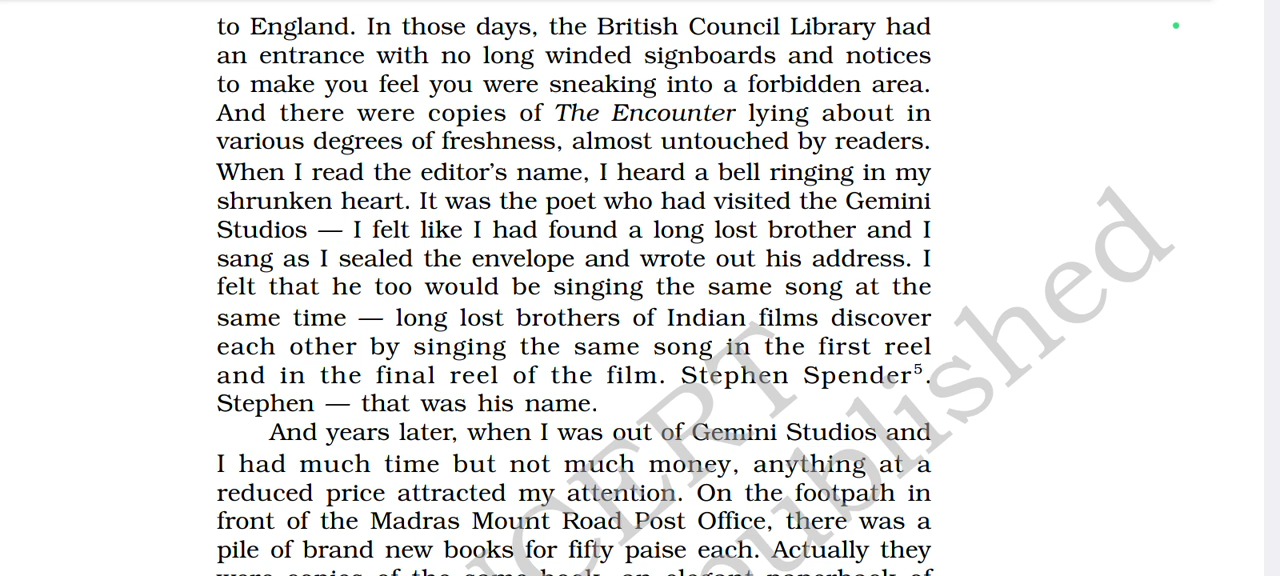 to England. In those days, the British Council Library had
an entrance with no long winded signboards and notices
to make you feel you were sneaking into a forbidden area.
And there were copies of The Encounter lying about in
various degrees of freshness, almost untouched by readers.
When I read the editor’s name, I heard a bell ringing in my
shrunken heart. It was the poet who had visited the Gemini
Studios — I felt like I had found a long lost brother and I
sang as I sealed the envelope and wrote out his address. I
felt that he too would be singing the same song at the
same time — long lost brothers of Indian films discover
each other by singing the same song in the first reel
and in the final reel of the film. Stephen Spender⁵.
Stephen — that was his name.
And years later, when I was out of Gemini Studios and
I had much time but not much money, anything at a
reduced price attracted my attention. On the footpath in
front of the Madras Mount Road Post Office, there was a
pile of brand new books for fifty paise each. Actually they
copies of the same book, an elegant paperback of